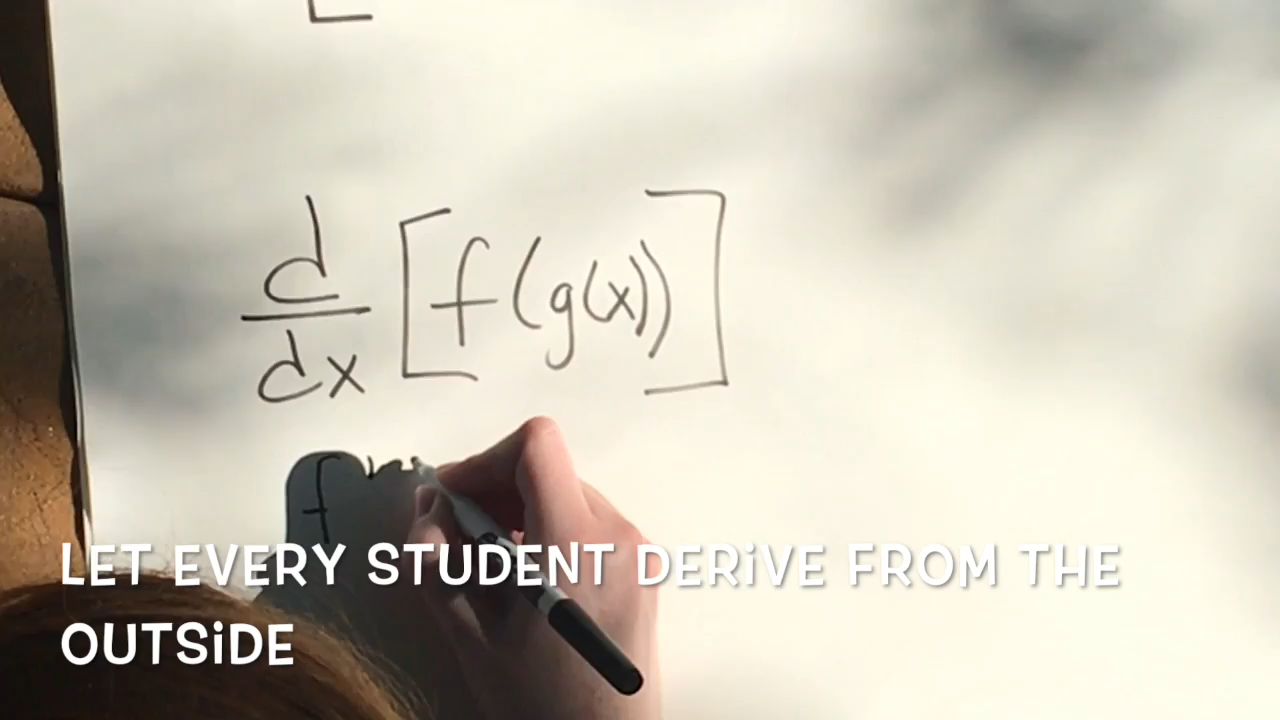 d/dx [f(g(x))]
f
LET EVERY STUDENT DERIVE FROM THE
OUTSIDE